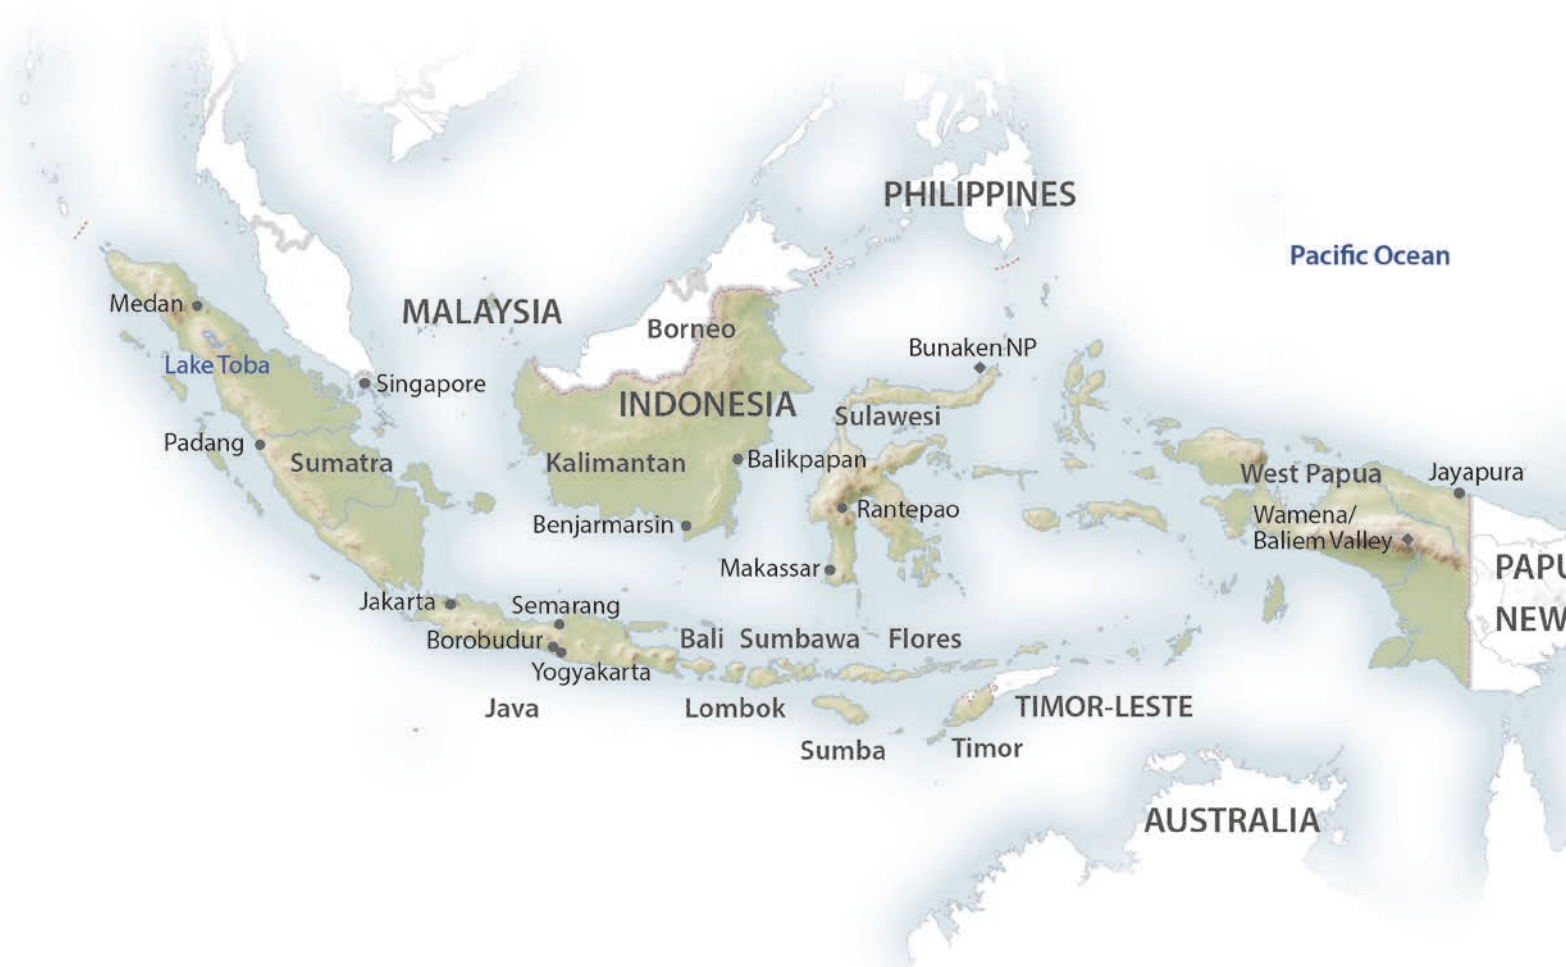 PHILIPPINES
Pacific Ocean
Medan
MALAYSIA
Borneo
Bunaken NP
Lake Toba
Singapore
INDONESIA
Sulawesi
Padang
Sumatra
Kalimantan
Balikpapan
West Papua
Jayapura
Benjarmarsin
Rantepao
Wamena/
Baliem Valley
Makassar
PAPU
NEW
Jakarta
Semarang
Borobudur
Bali
Sumbawa
Flores
Yogyakarta
Java
Lombok
TIMOR-LESTE
Sumba
Timor
AUSTRALIA